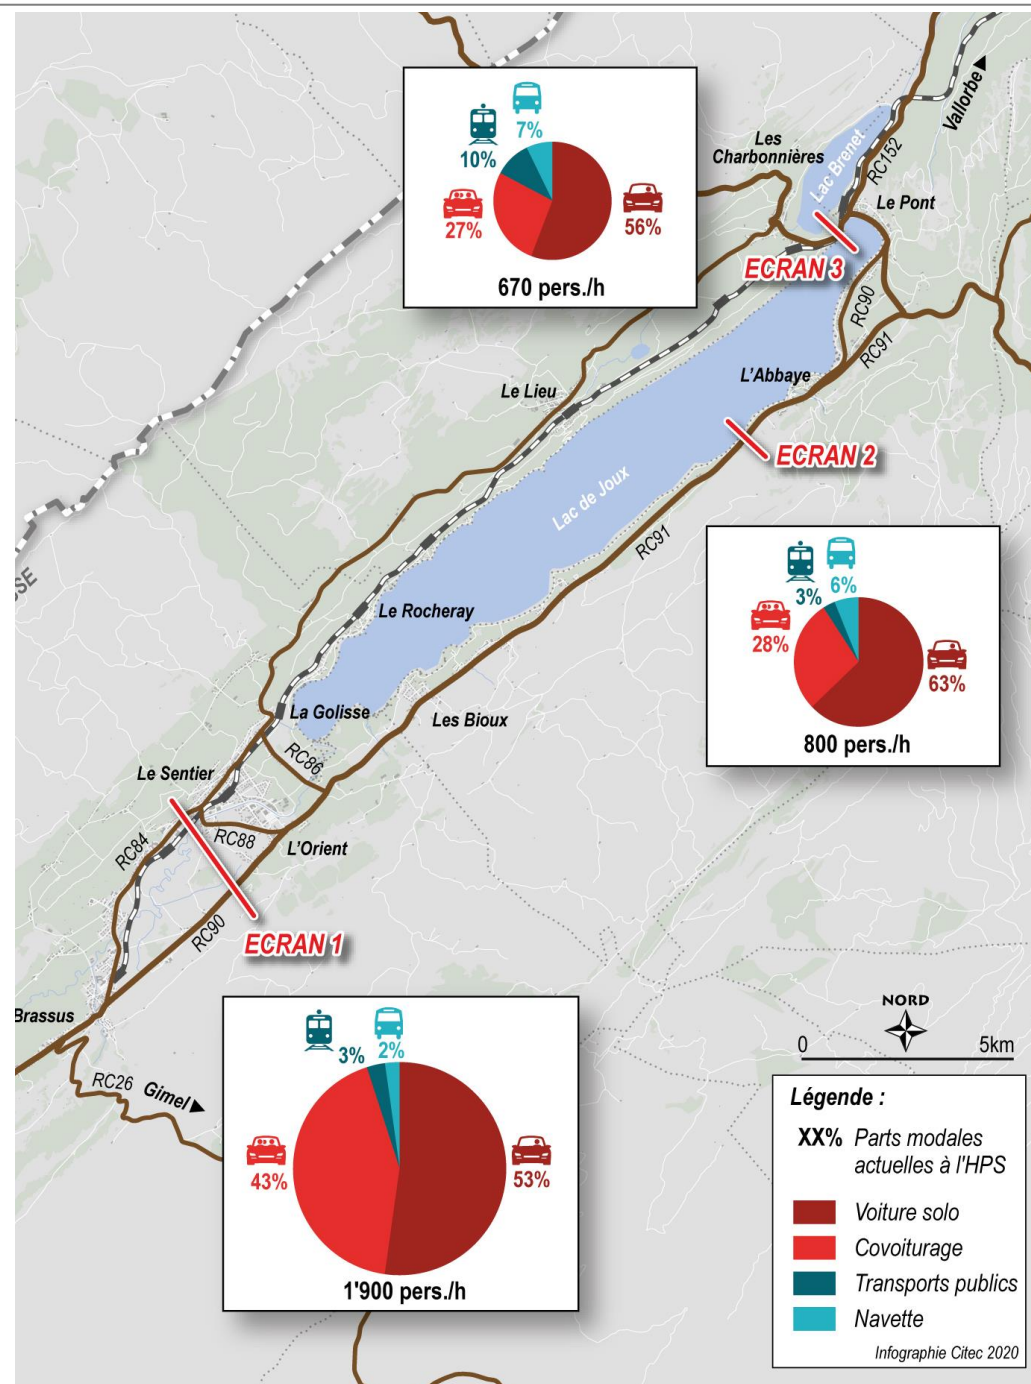 7%
10%
27%
56%
670 pers./h
Les
Charbonnières
Lac Brenet
RC152
Vallorbe
Le Pont
ECRAN 3
RC90
RC91
L'Abbaye
Le Lieu
ECRAN 2
Lac de Joux
RC91
SSE
Le Rocheray
6%
3%
28%
63%
800 pers./h
La Golisse
Les Bioux
RC86
Le Sentier
RC88
RC84
L'Orient
RC90
ECRAN 1
Brassus
RC26
Gimel
3%
2%
43%
53%
1'900 pers./h
NORD
0
5km
Légende :
XX% Parts modales
actuelles à l'HPS
Voiture solo
Covoiturage
Transports publics
Navette
Infographie Citec 2020